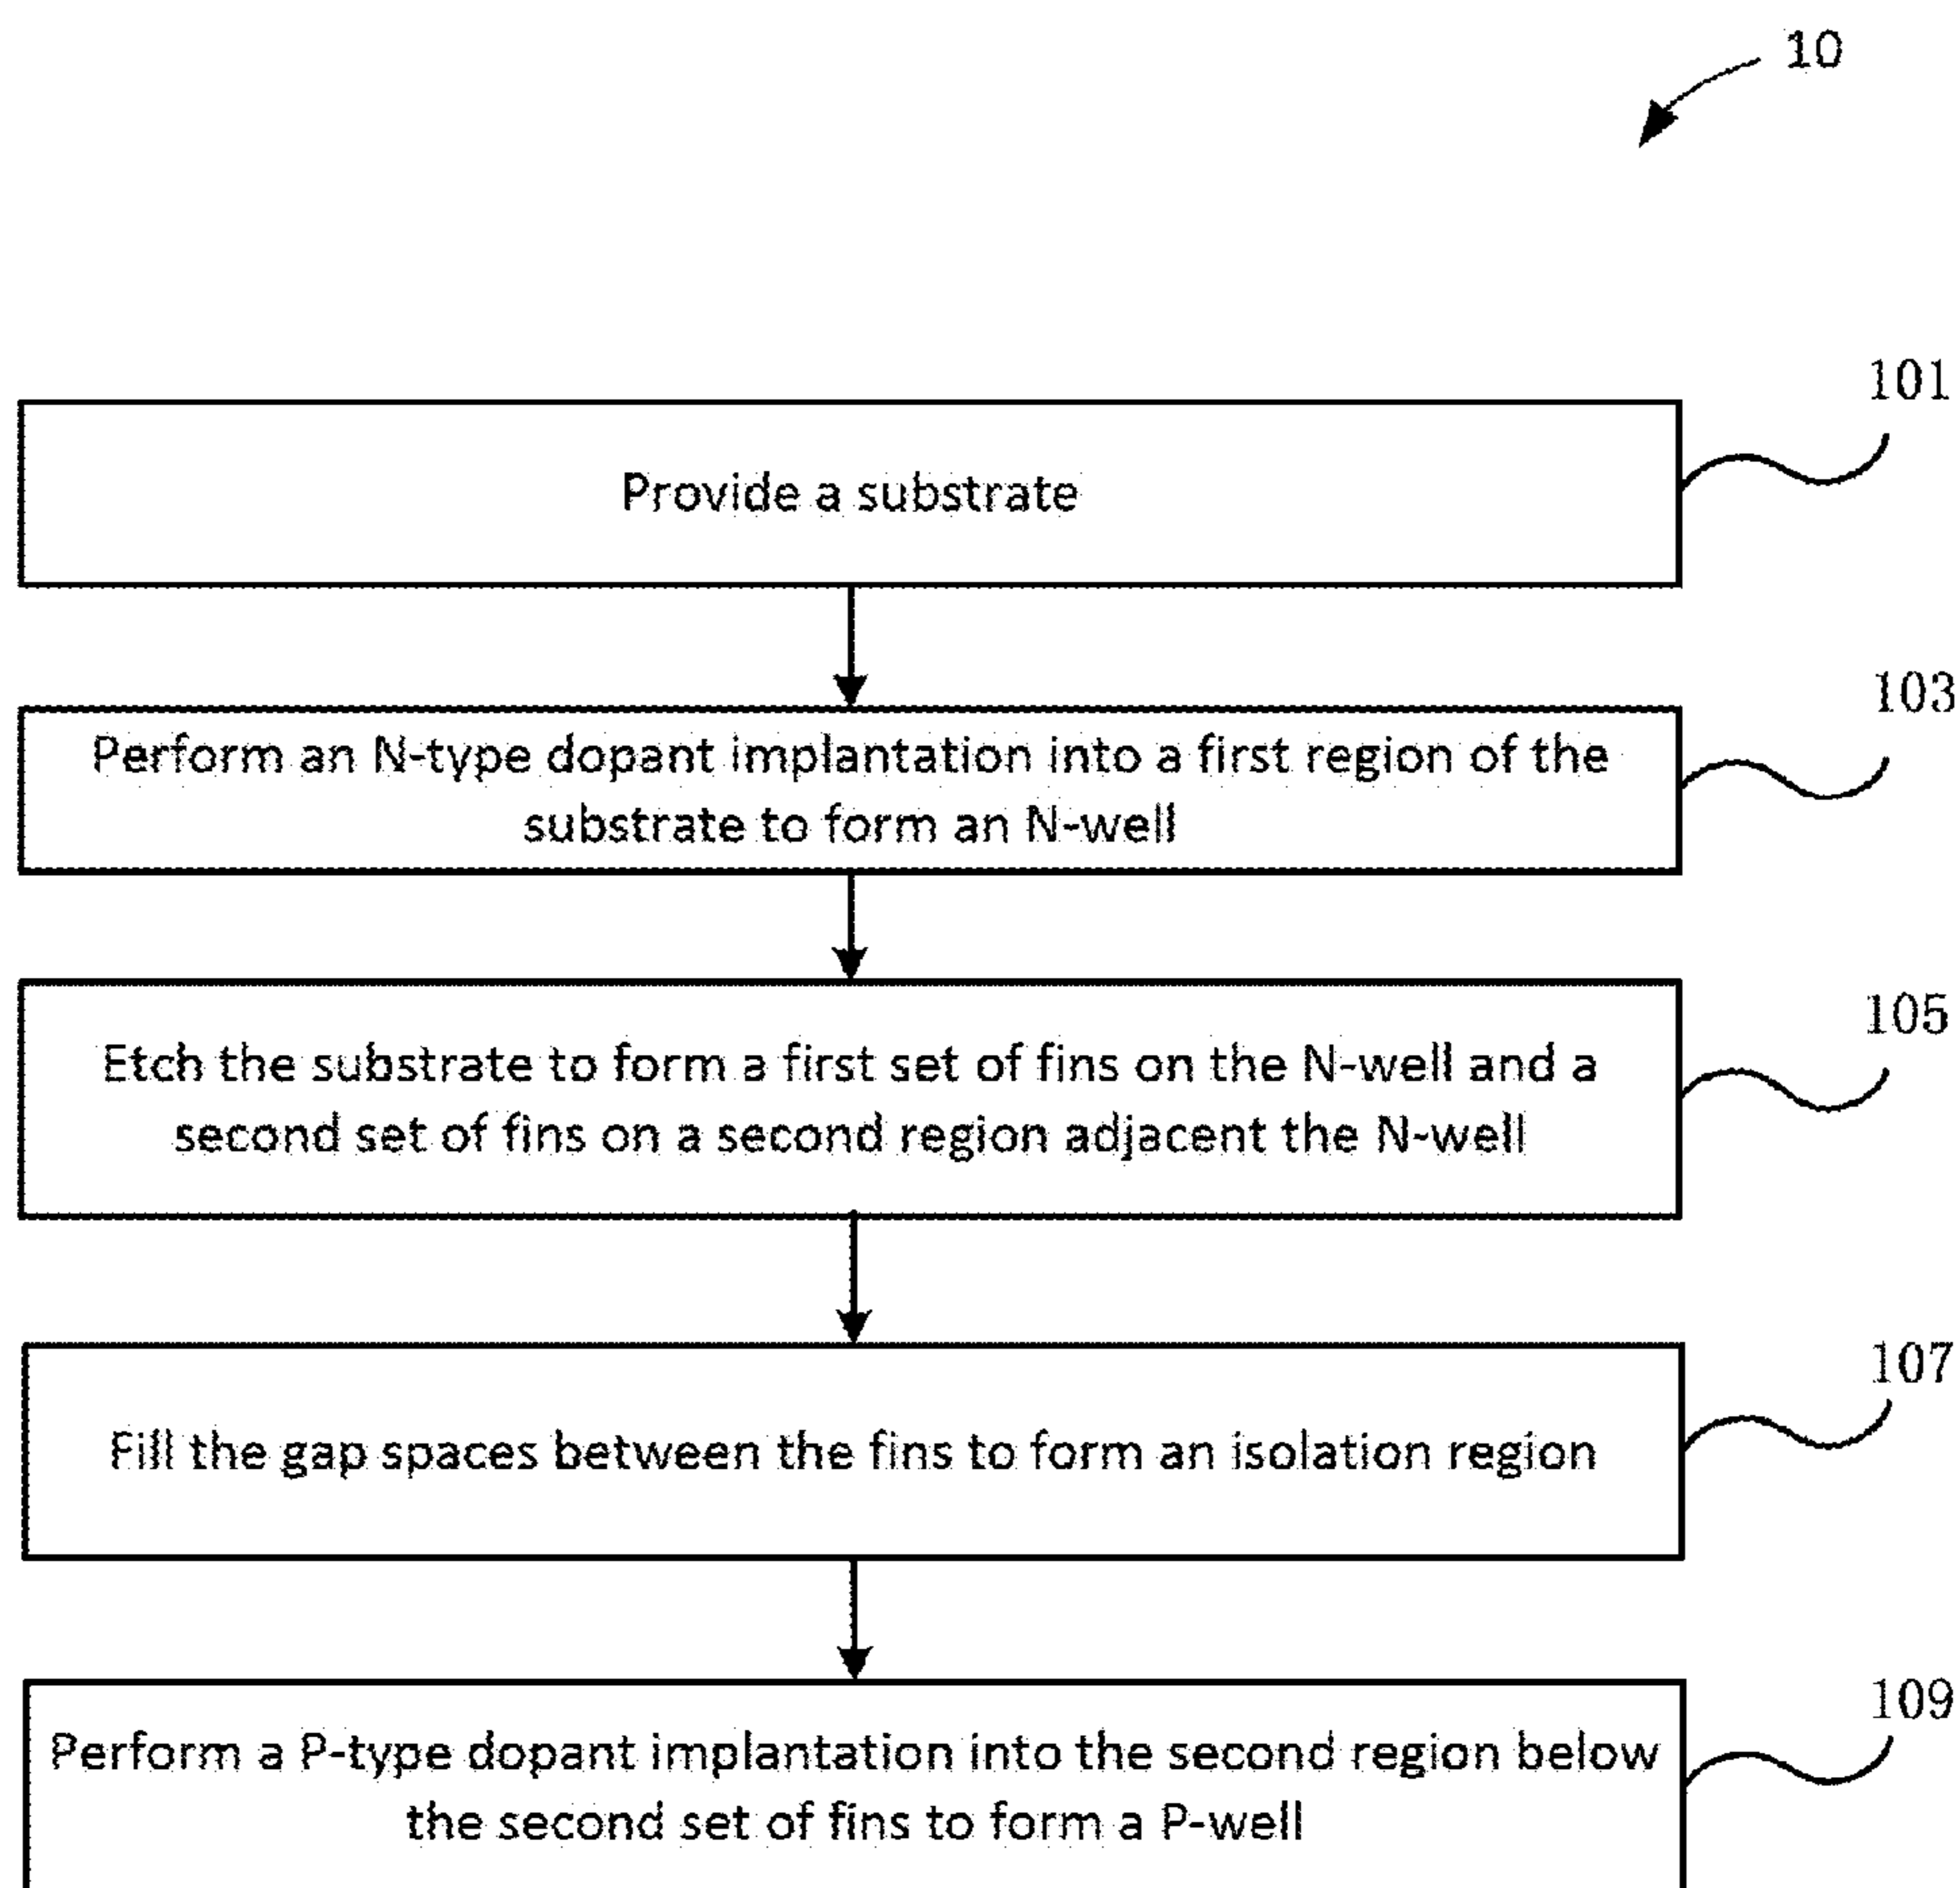 10
101
Provide a substrate
103
Perform an N-type dopant implantation into a first region of the
substrate to form an N-well
105
Etch the substrate to form a first set of fins on the N-well and a
second set of fins on a second region adjacent the N-well
107
Fill the gap spaces between the fins to form an isolation region
109
Perform a P-type dopant implantation into the second region below
the second set of fins to form a P-well